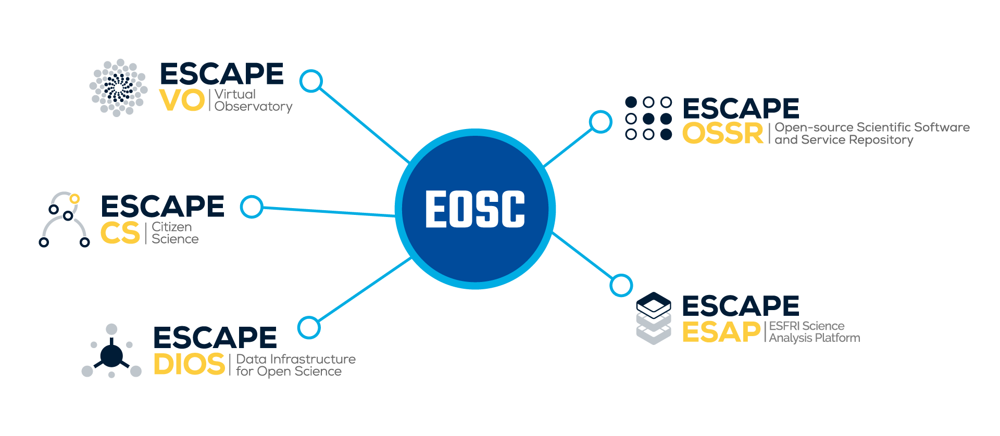 ESCAPE
VO | Virtual
Observatory
ESCAPE
CS | Citizen
Science
ESCAPE
DIOS | Data Infrastructure
for Open Science
EOSC
ESCAPE
OSSR | Open-source Scientific Software
and Service Repository
ESCAPE
ESAP | ESFRI Science
Analysis Platform